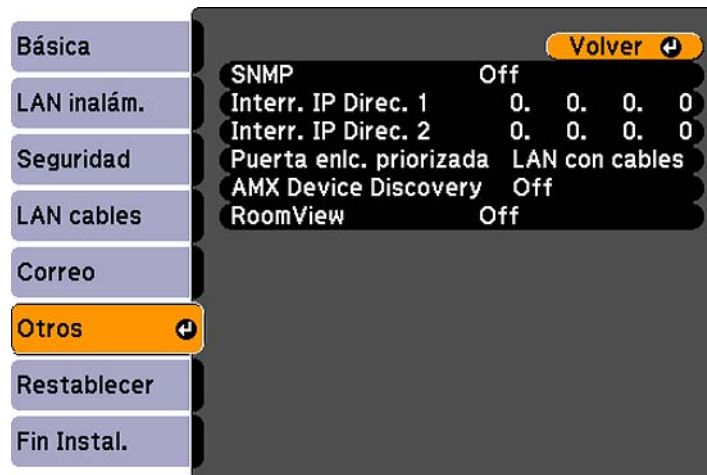 Básica
LAN inalám.
Seguridad
LAN cables
Correo
Otros
Restablecer
Fin Instal.
Volver
SNMP Off
Interr. IP Direc. 1 0. 0. 0. 0
Interr. IP Direc. 2 0. 0. 0. 0
Puerta enlc. priorizada LAN con cables
AMX Device Discovery Off
RoomView Off